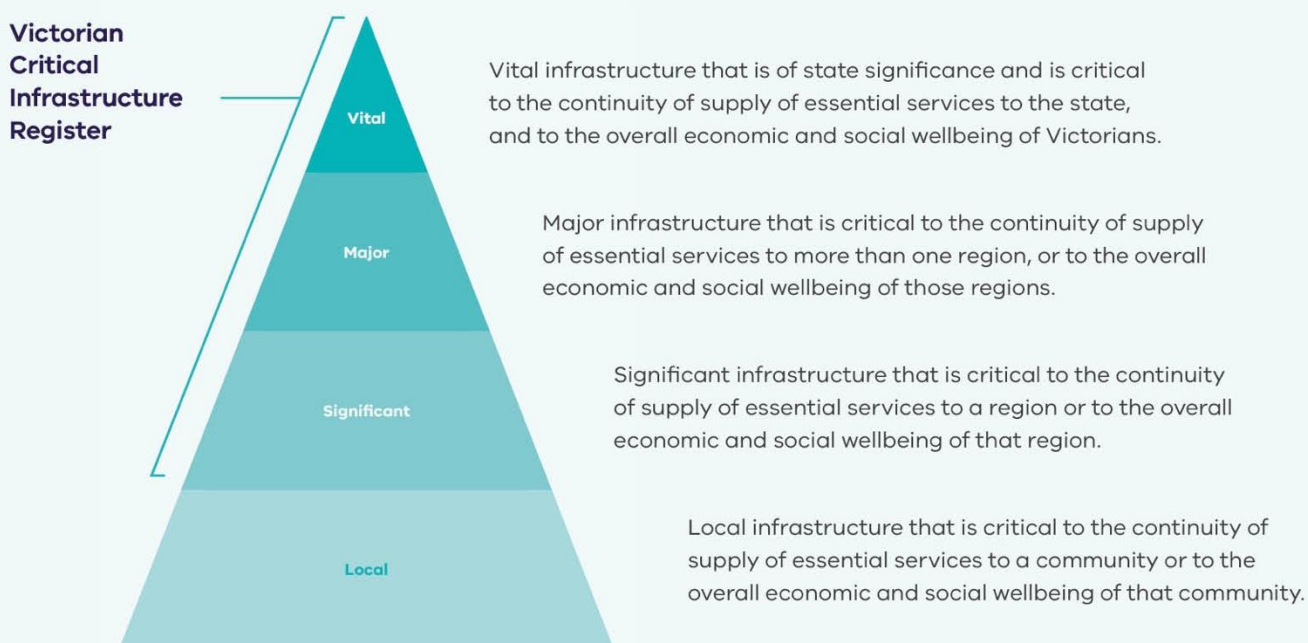 Victorian
Critical
Infrastructure
Register
Vital
Vital infrastructure that is of state significance and is critical
to the continuity of supply of essential services to the state,
and to the overall economic and social wellbeing of Victorians.
Major
Major infrastructure that is critical to the continuity of supply
of essential services to more than one region, or to the overall
economic and social wellbeing of those regions.
Significant
Significant infrastructure that is critical to the continuity
of supply of essential services to a region or to the overall
economic and social wellbeing of that region.
Local
Local infrastructure that is critical to the continuity of
supply of essential services to a community or to the
overall economic and social wellbeing of that community.